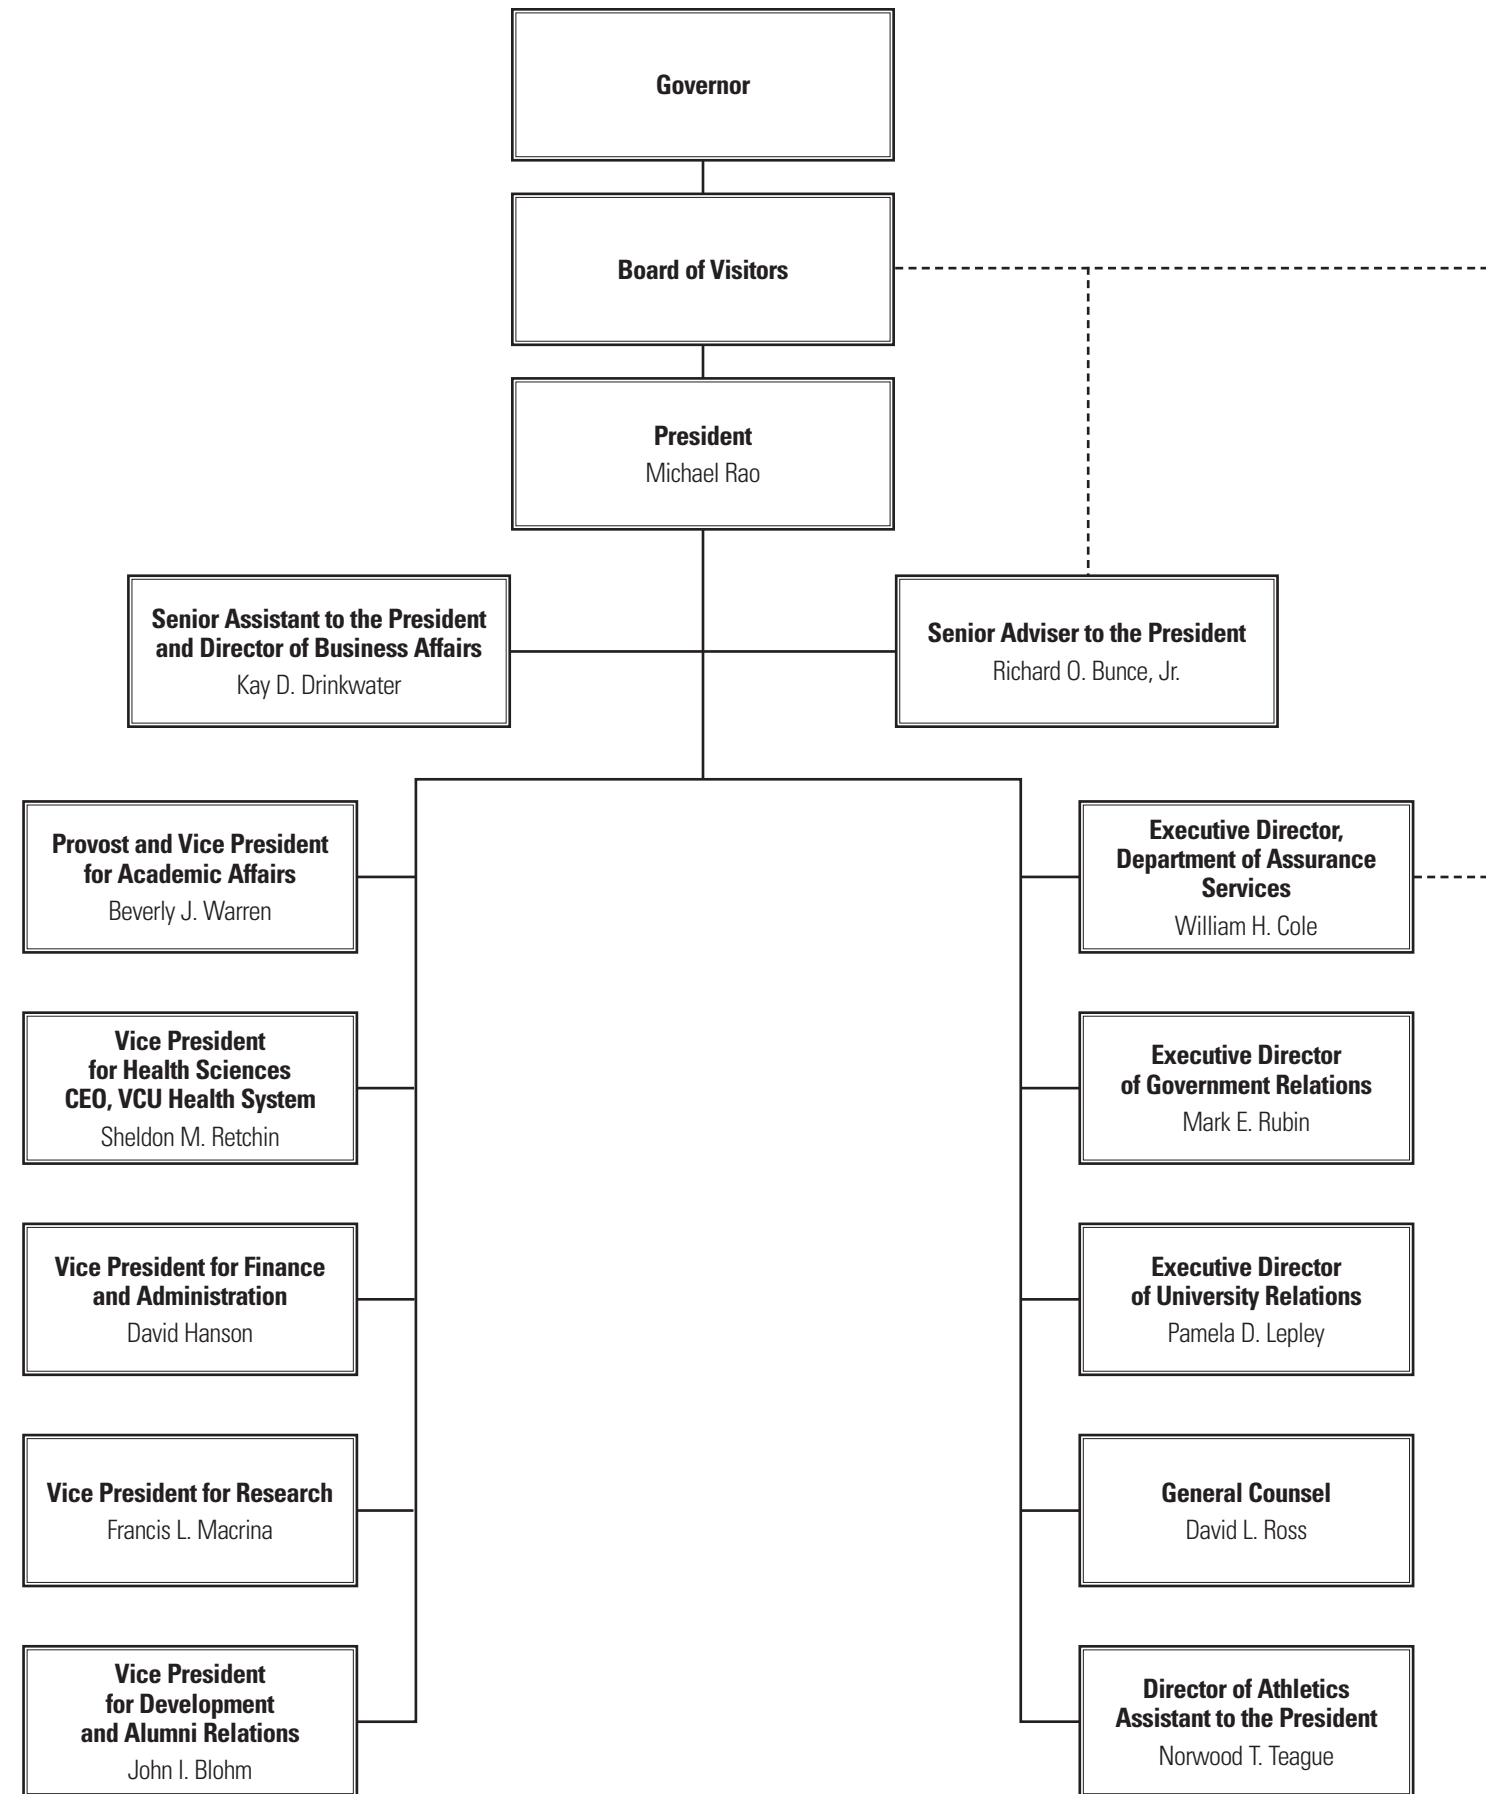 Governor
Board of Visitors
President
Michael Rao
Senior Assistant to the President
and Director of Business Affairs
Kay D. Drinkwater
Senior Adviser to the President
Richard O. Bunce, Jr.
Provost and Vice President
for Academic Affairs
Beverly J. Warren
Executive Director,
Department of Assurance
Services
William H. Cole
Vice President
for Health Sciences
CEO, VCU Health System
Sheldon M. Retchin
Executive Director
of Government Relations
Mark E. Rubin
Vice President for Finance
and Administration
David Hanson
Executive Director
of University Relations
Pamela D. Lepley
Vice President for Research
Francis L. Macrina
General Counsel
David L. Ross
Vice President
for Development
and Alumni Relations
John I. Blohm
Director of Athletics
Assistant to the President
Norwood T. Teague